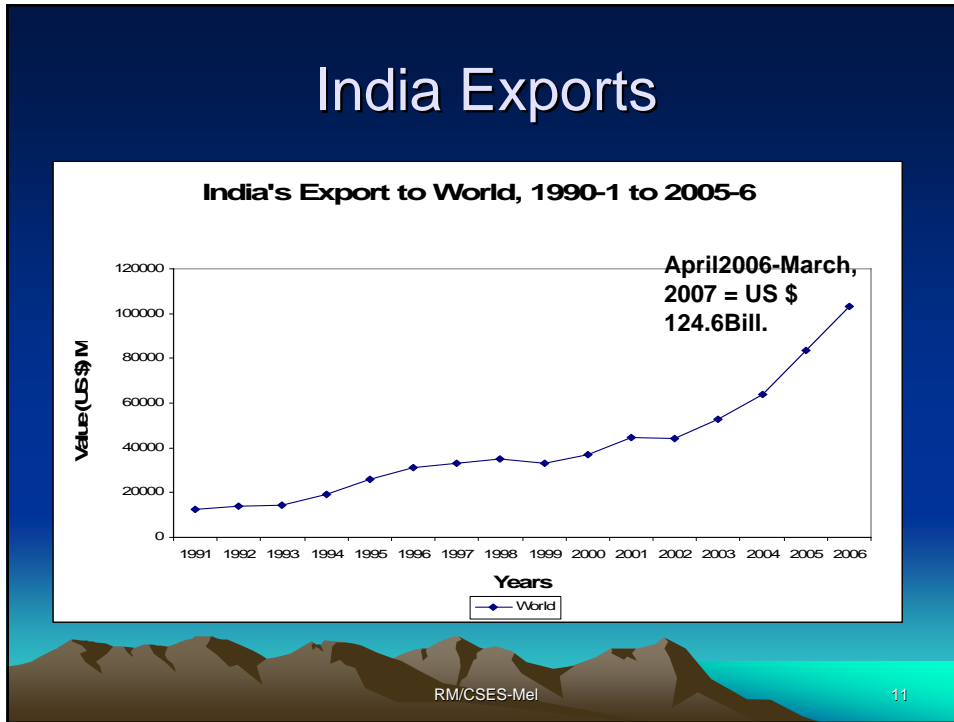 India Exports
India's Export to World, 1990-1 to 2005-6
April2006-March,
2007 = US $
124.6Bill.
120000
100000
80000
60000
40000
20000
0
Value(US$) M
1991 1992 1993 1994 1995 1996 1997 1998 1999 2000 2001 2002 2003 2004 2005 2006
Years
World
RM/CSES-Mel
11